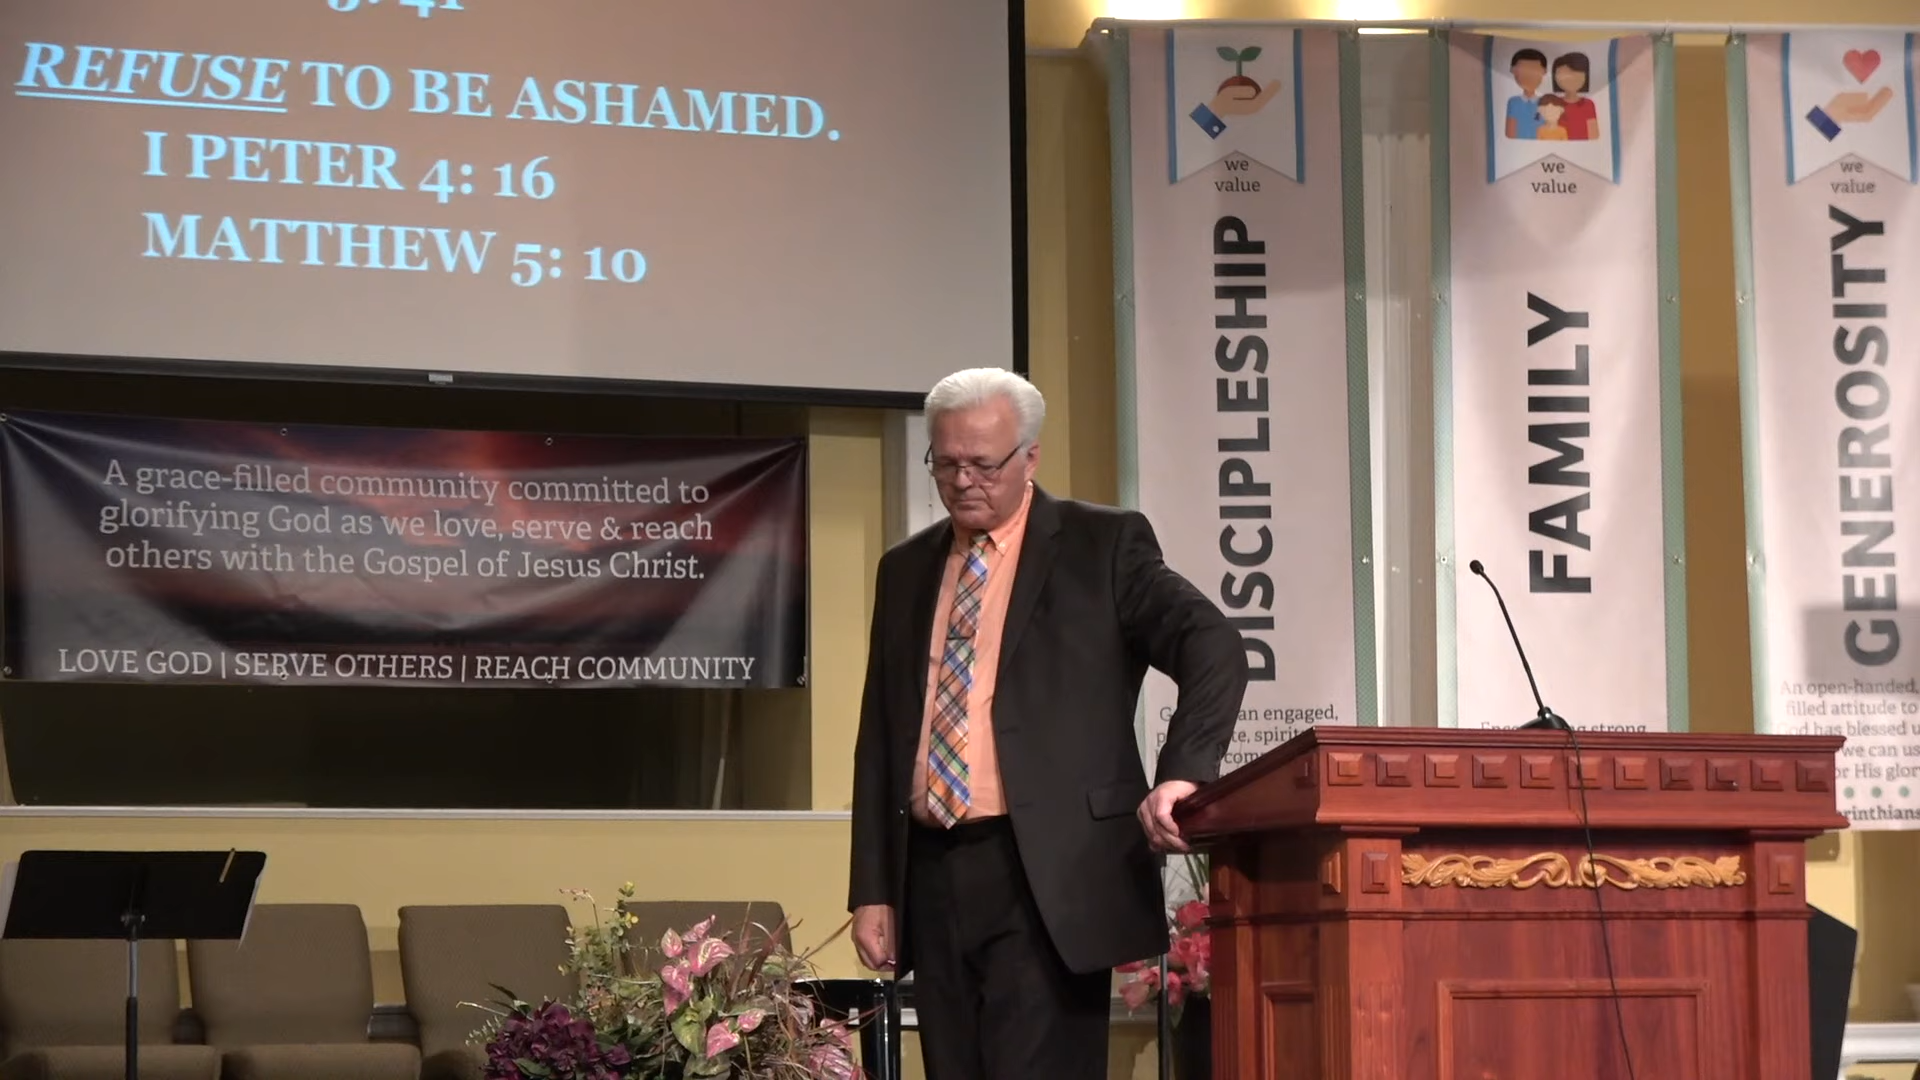 REFUSE TO BE ASHAMED.
I PETER 4: 16
MATTHEW 5: 10
A grace-filled community committed to
glorifying God as we love, serve & reach
others with the Gospel of Jesus Christ.
LOVE GOD | SERVE OTHERS | REACH COMMUNITY
we
value
DISCIPLESHIP
an engaged,
we
value
FAMILY
strong
we
value
GENEROSITY
An open-handed,
filled attitude to
God has blessed
we can
His